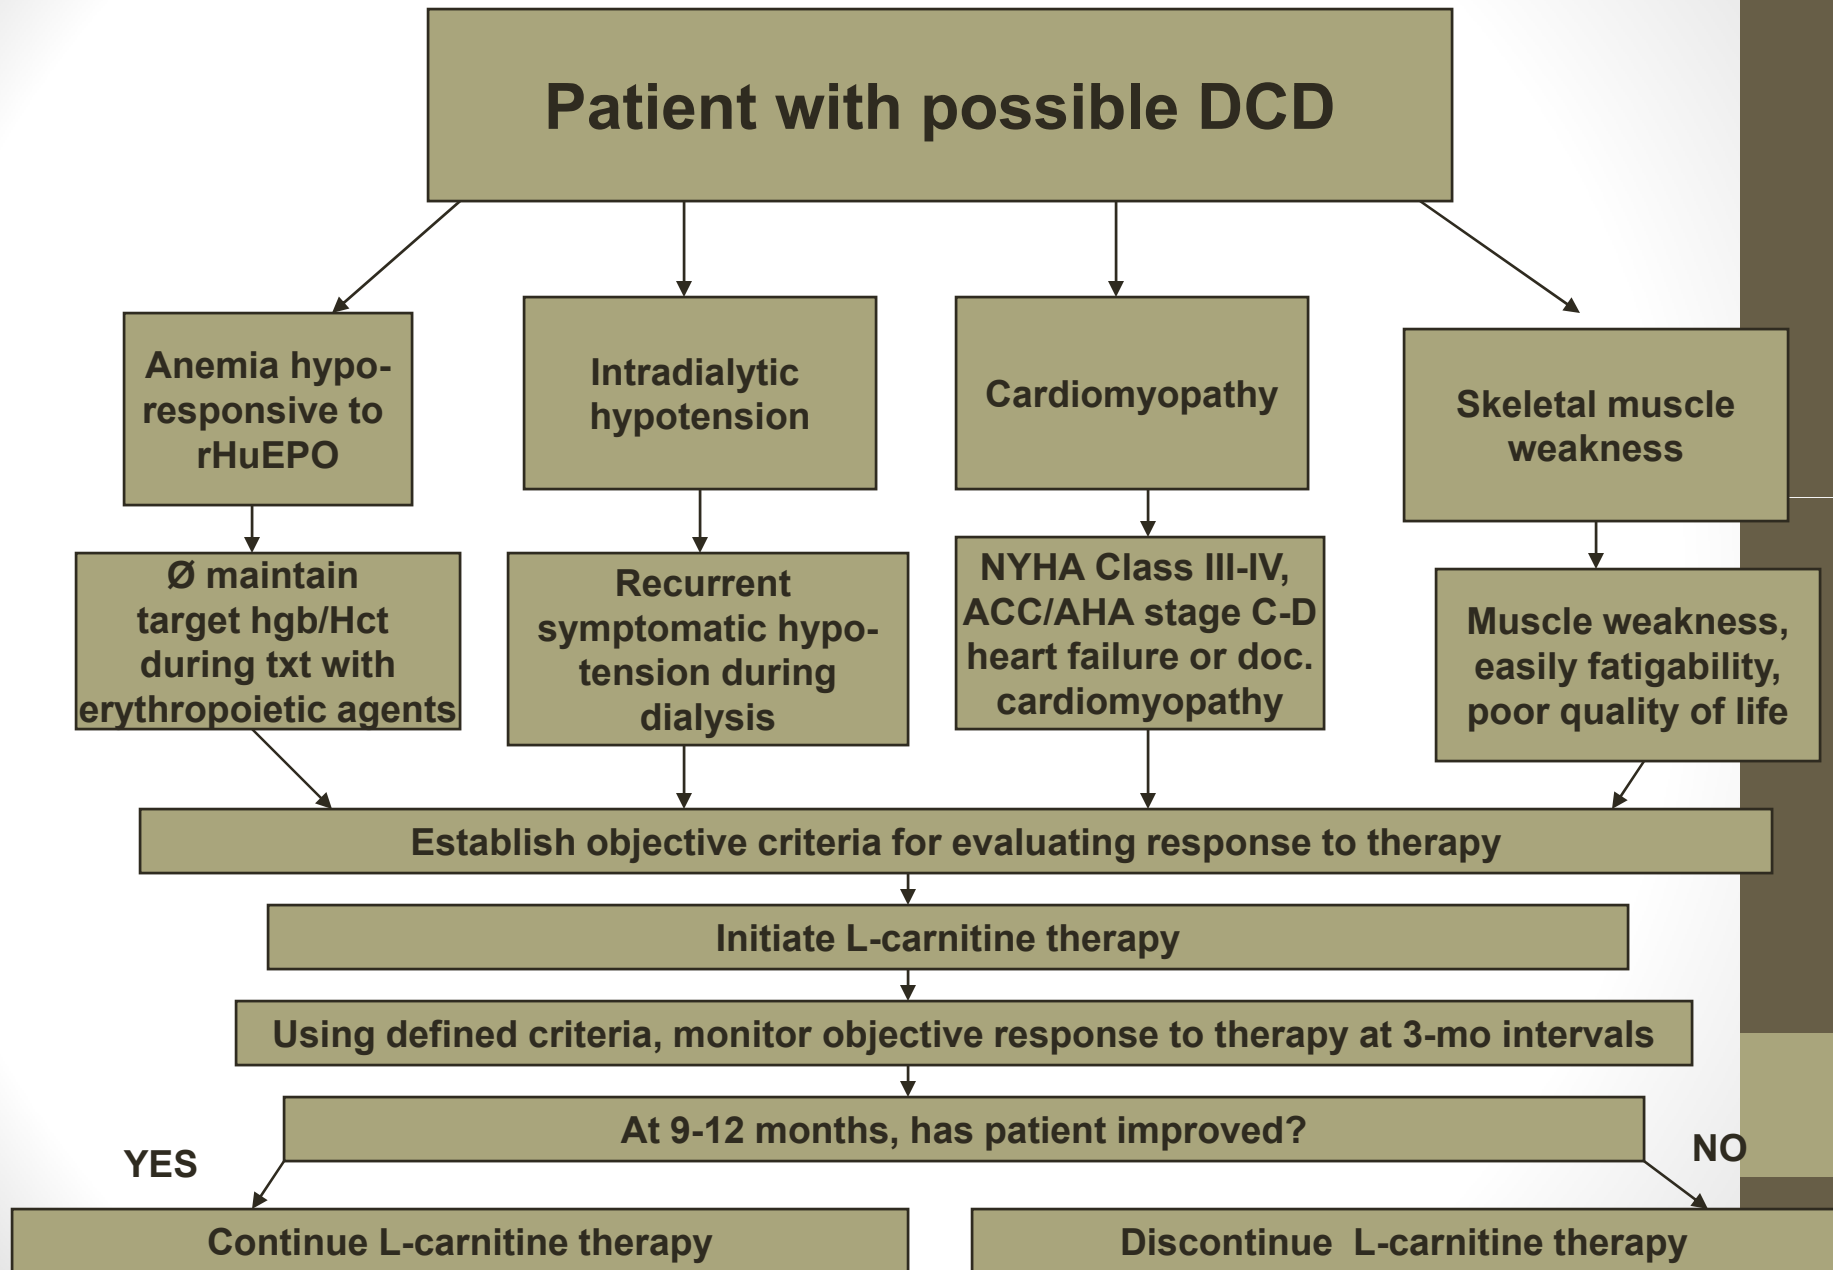 Patient with possible DCD
Anemia hypo-
responsive to
rHuEPO
Intradialytic
hypotension
Cardiomyopathy
Skeletal muscle
weakness
Ø maintain
target hgb/Hct
during txt with
erythropoietic agents
Recurrent
symptomatic hypo-
tension during
dialysis
NYHA Class III-IV,
ACC/AHA stage C-D
heart failure or doc.
cardiomyopathy
Muscle weakness,
easily fatigability,
poor quality of life
Establish objective criteria for evaluating response to therapy
Initiate L-carnitine therapy
Using defined criteria, monitor objective response to therapy at 3-mo intervals
At 9-12 months, has patient improved?
YES
NO
Continue L-carnitine therapy
Discontinue  L-carnitine therapy